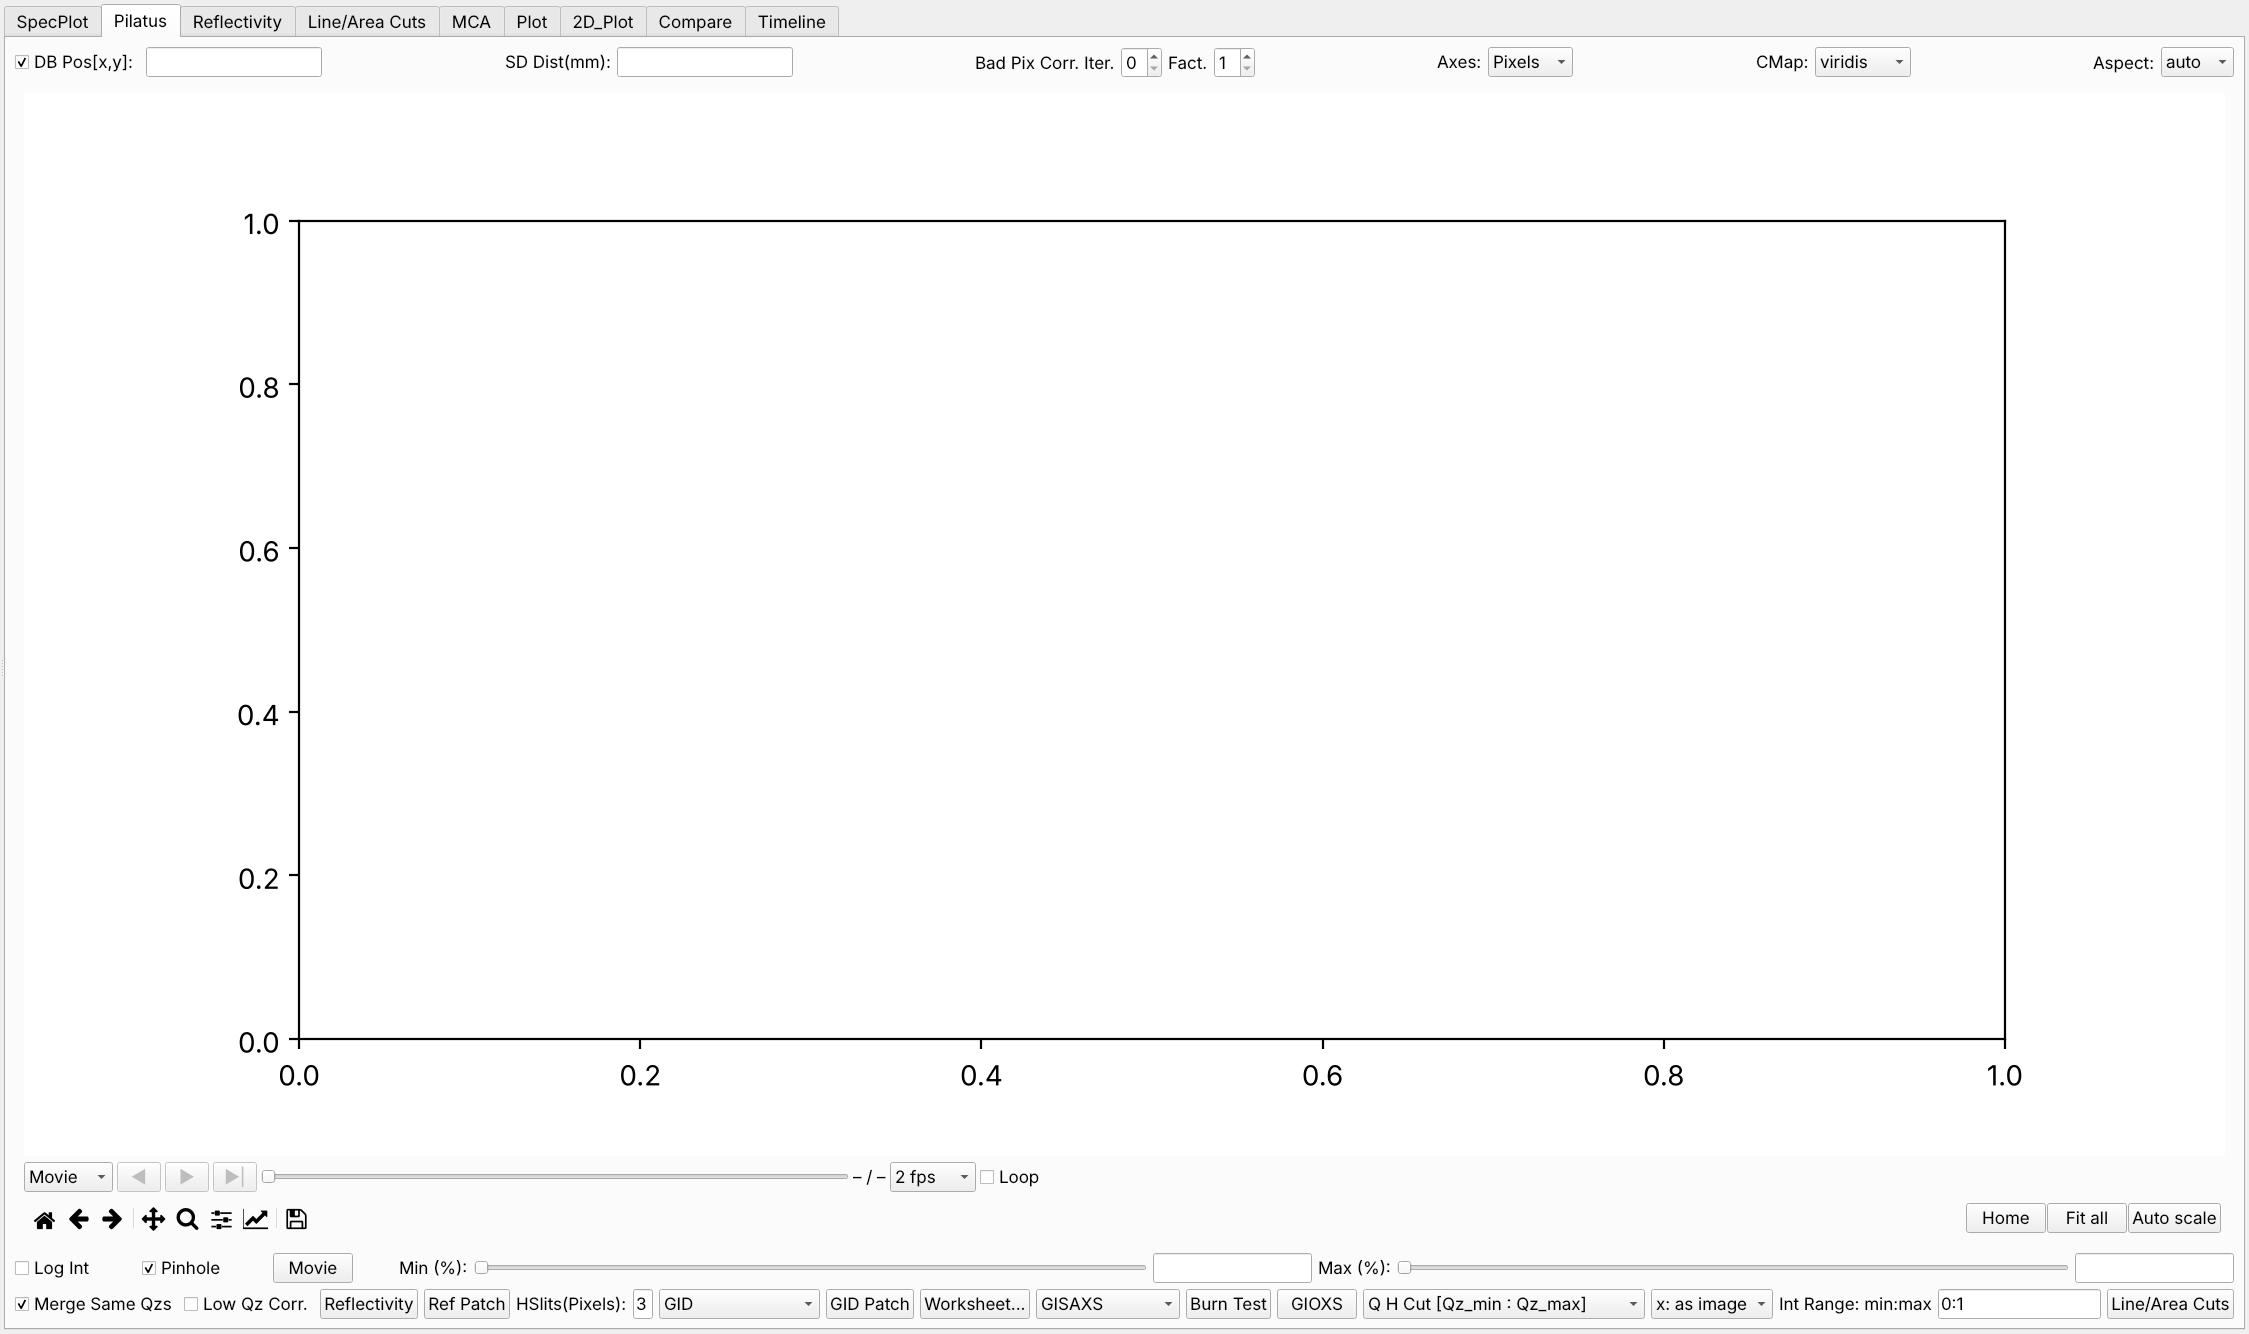 SpecPlot Pilatus Reflectivity Line/Area Cuts MCA Plot 2D_Plot Compare Timeline
DB Pos[x,y]: SD Dist(mm): Bad Pix Corr. Iter. 0 Fact. 1 Axes: Pixels CMap: viridis Aspect: auto
1.0
0.8
0.6
0.4
0.2
0.0
0.0 0.2 0.4 0.6 0.8 1.0
Movie – / – 2 fps Loop
Home Fit all Auto scale
Log Int Pinhole Movie Min (%): Max (%):
Merge Same Qzs Low Qz Corr. Reflectivity Ref Patch HSlits(Pixels): 3 GID GID Patch Worksheet... GISAXS Burn Test GIOXS Q H Cut [Qz_min : Qz_max] x: as image Int Range: min:max 0:1 Line/Area Cuts